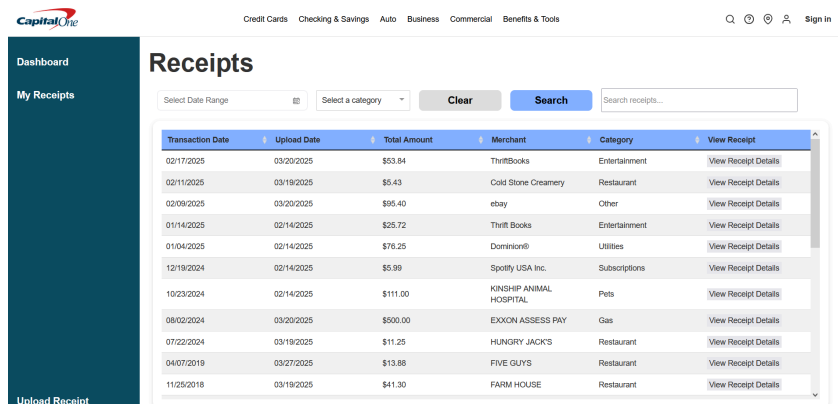 Capital One
Credit Cards Checking & Savings Auto Business Commercial Benefits & Tools Sign in
Dashboard
My Receipts
Upload Receipt
Receipts
Select Date Range Select a category Clear Search Search receipts...
Transaction Date Upload Date Total Amount Merchant Category View Receipt
02/17/2025 03/20/2025 $53.84 ThriftBooks Entertainment View Receipt Details
02/11/2025 03/19/2025 $5.43 Cold Stone Creamery Restaurant View Receipt Details
02/09/2025 03/20/2025 $95.40 ebay Other View Receipt Details
01/14/2025 02/14/2025 $25.72 Thrift Books Entertainment View Receipt Details
01/04/2025 02/14/2025 $76.25 Dominion® Utilities View Receipt Details
12/19/2024 02/14/2025 $5.99 Spotify USA Inc. Subscriptions View Receipt Details
10/23/2024 02/14/2025 $111.00 KINSHIP ANIMAL HOSPITAL Pets View Receipt Details
08/02/2024 03/20/2025 $500.00 EXXON ASSESS PAY Gas View Receipt Details
07/22/2024 03/19/2025 $11.25 HUNGRY JACK'S Restaurant View Receipt Details
04/07/2019 03/27/2025 $13.88 FIVE GUYS Restaurant View Receipt Details
11/25/2018 03/19/2025 $41.30 FARM HOUSE Restaurant View Receipt Details